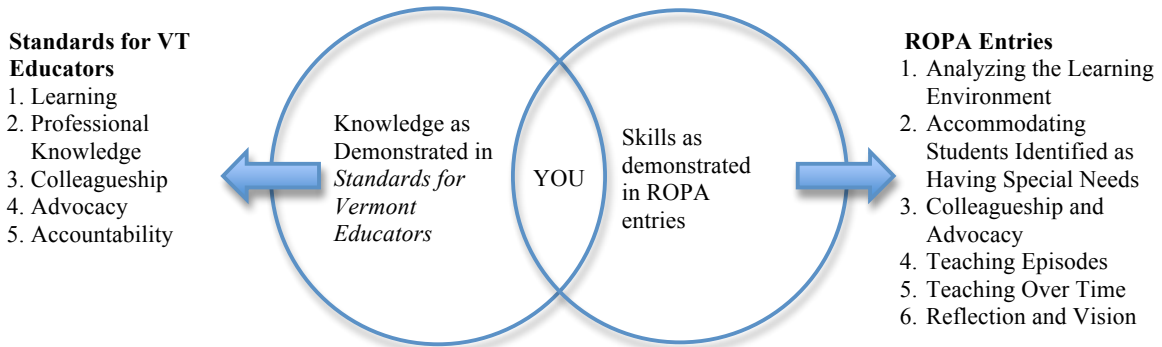 Standards for VT
Educators
1. Learning
2. Professional
Knowledge
3. Colleagueship
4. Advocacy
5. Accountability
Knowledge as
Demonstrated in
Standards for
Vermont
Educators
YOU
Skills as
demonstrated
in ROPA
entries
ROPA Entries
1. Analyzing the Learning
Environment
2. Accommodating
Students Identified as
Having Special Needs
3. Colleagueship and
Advocacy
4. Teaching Episodes
5. Teaching Over Time
6. Reflection and Vision